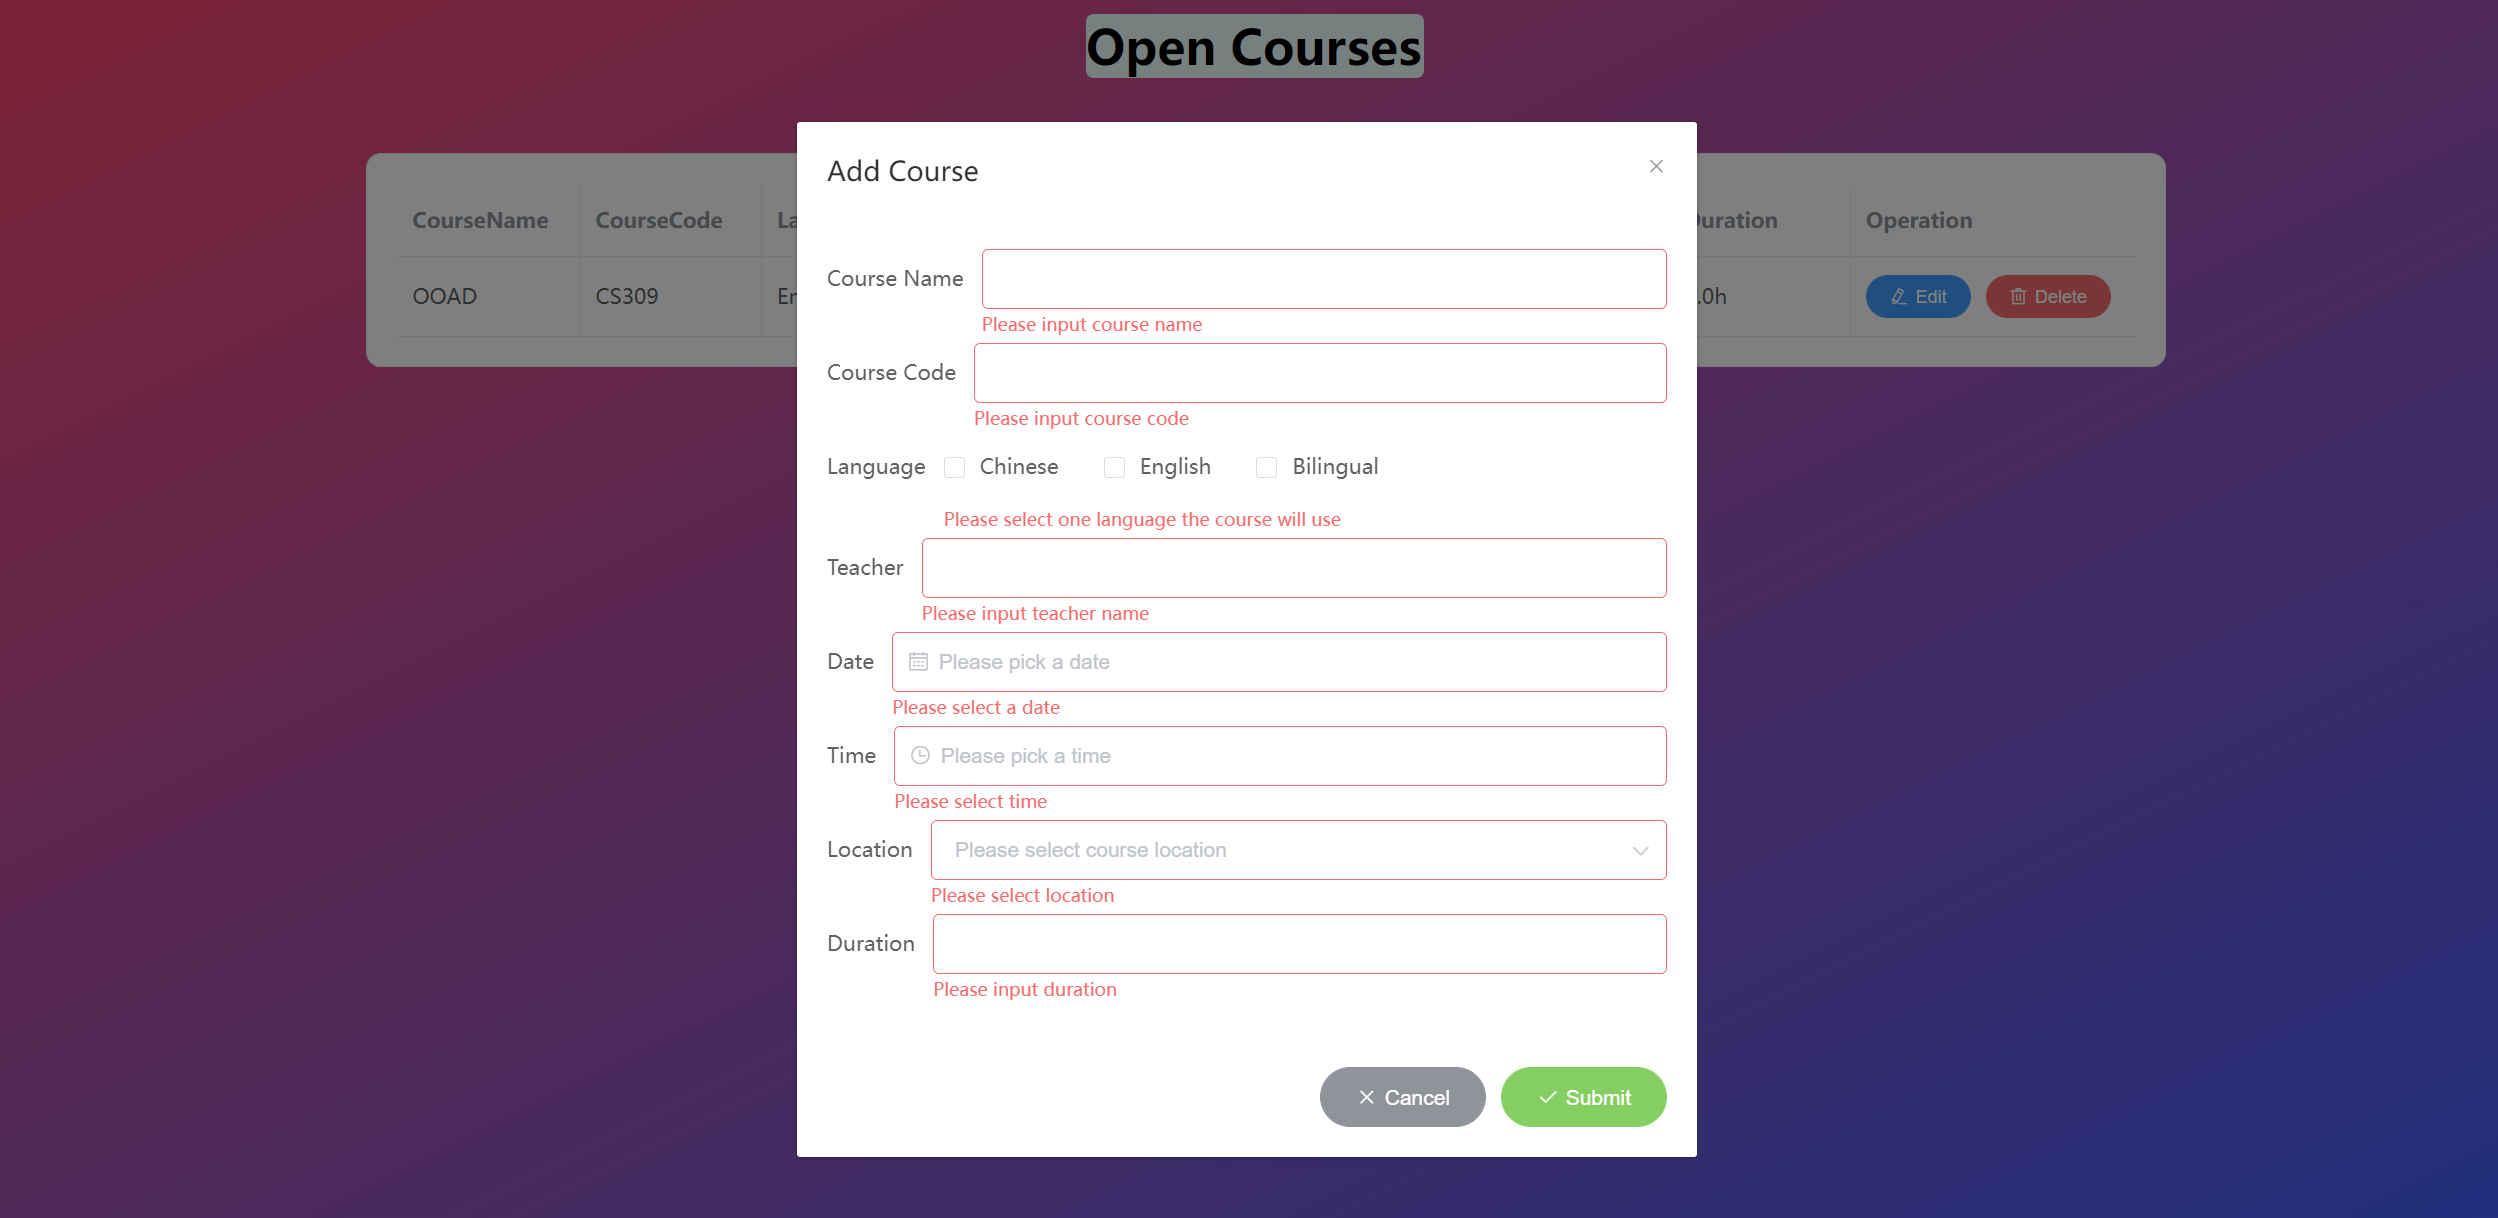 Open Courses
Add Course
CourseName CourseCode La uration Operation
OOAD CS309 En .0h Edit Delete
Course Name
Please input course name
Course Code
Please input course code
Language Chinese English Bilingual
Please select one language the course will use
Teacher
Please input teacher name
Date Please pick a date
Please select a date
Time Please pick a time
Please select time
Location Please select course location
Please select location
Duration
Please input duration
Cancel Submit